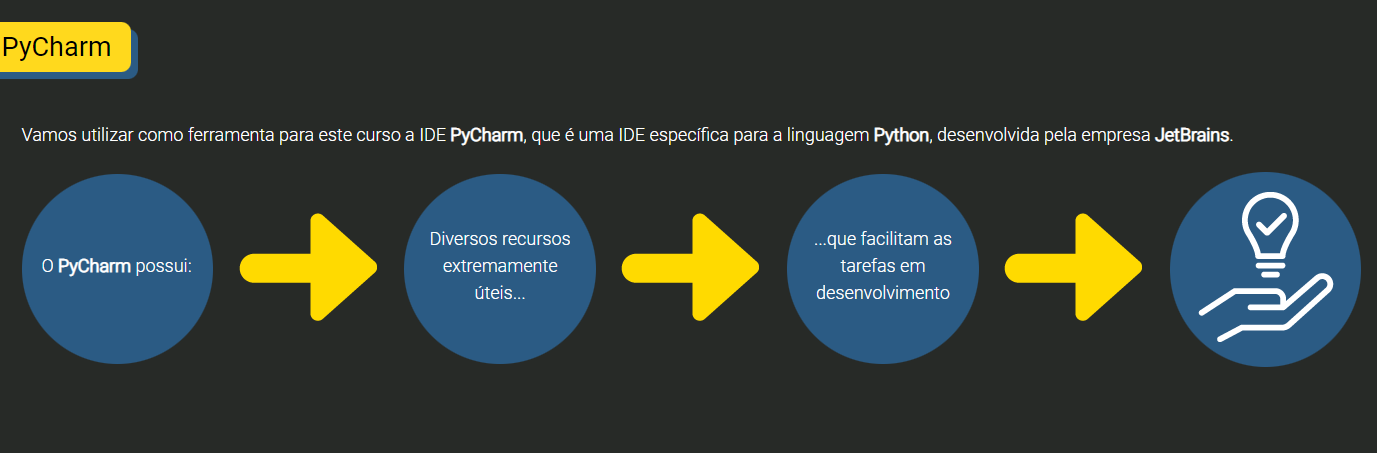 PyCharm
Vamos utilizar como ferramenta para este curso a IDE PyCharm, que é uma IDE específica para a linguagem Python, desenvolvida pela empresa JetBrains.
O PyCharm possui:
Diversos recursos
extremamente
úteis...
...que facilitam as
tarefas em
desenvolvimento